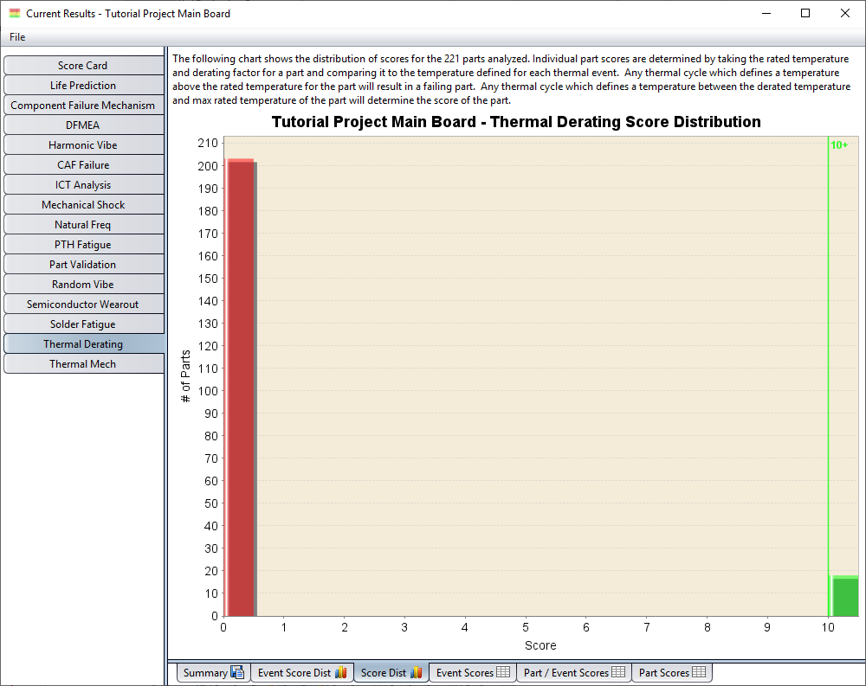 Current Results - Tutorial Project Main Board
File
Score Card
Life Prediction
Component Failure Mechanism
DFMEA
Harmonic Vibe
CAF Failure
ICT Analysis
Mechanical Shock
Natural Freq
PTH Fatigue
Part Validation
Random Vibe
Semiconductor Wearout
Solder Fatigue
Thermal Derating
Thermal Mech
The following chart shows the distribution of scores for the 221 parts analyzed. Individual part scores are determined by taking the rated temperature
and derating factor for a part and comparing it to the temperature defined for each thermal event.  Any thermal cycle which defines a temperature
above the rated temperature for the part will result in a failing part.  Any thermal cycle which defines a temperature between the derated temperature
and max rated temperature of the part will determine the score of the part.
Tutorial Project Main Board - Thermal Derating Score Distribution
10+
210
200
190
180
170
160
150
140
130
120
110
100
90
80
70
60
50
40
30
20
10
0
# of Parts
0 1 2 3 4 5 6 7 8 9 10
Score
Summary Event Score Dist Score Dist Event Scores Part / Event Scores Part Scores